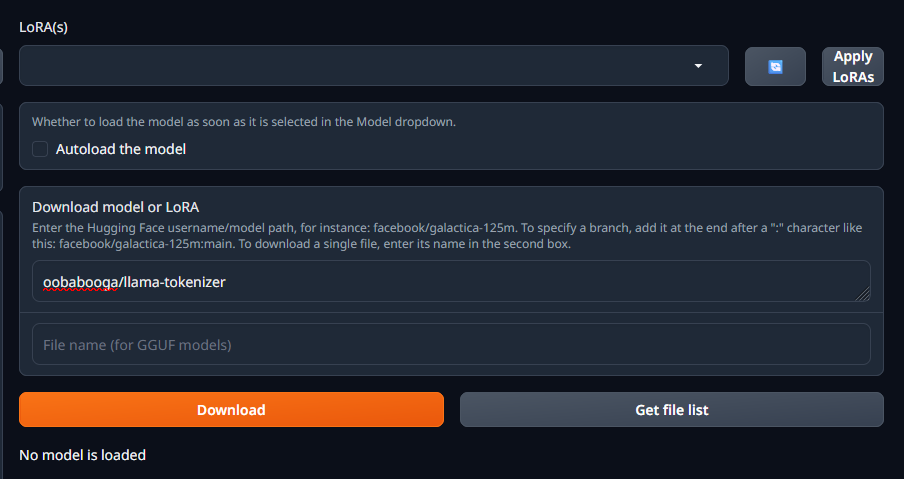 LoRA(s)
Apply
LoRAs
Whether to load the model as soon as it is selected in the Model dropdown.
Autoload the model
Download model or LoRA
Enter the Hugging Face username/model path, for instance: facebook/galactica-125m. To specify a branch, add it at the end after a ":" character like
this: facebook/galactica-125m:main. To download a single file, enter its name in the second box.
oobabooga/llama-tokenizer
File name (for GGUF models)
Download
Get file list
No model is loaded